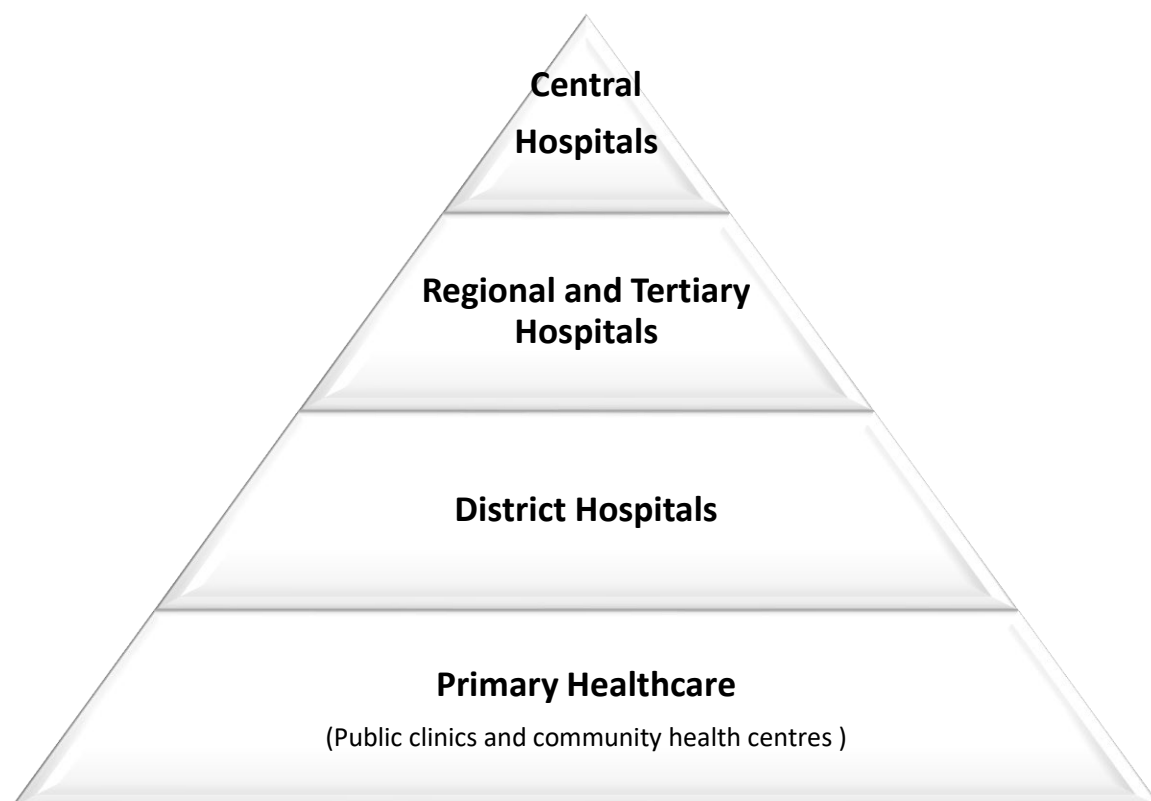 Central
Hospitals
Regional and Tertiary
Hospitals
District Hospitals
Primary Healthcare
(Public clinics and community health centres )